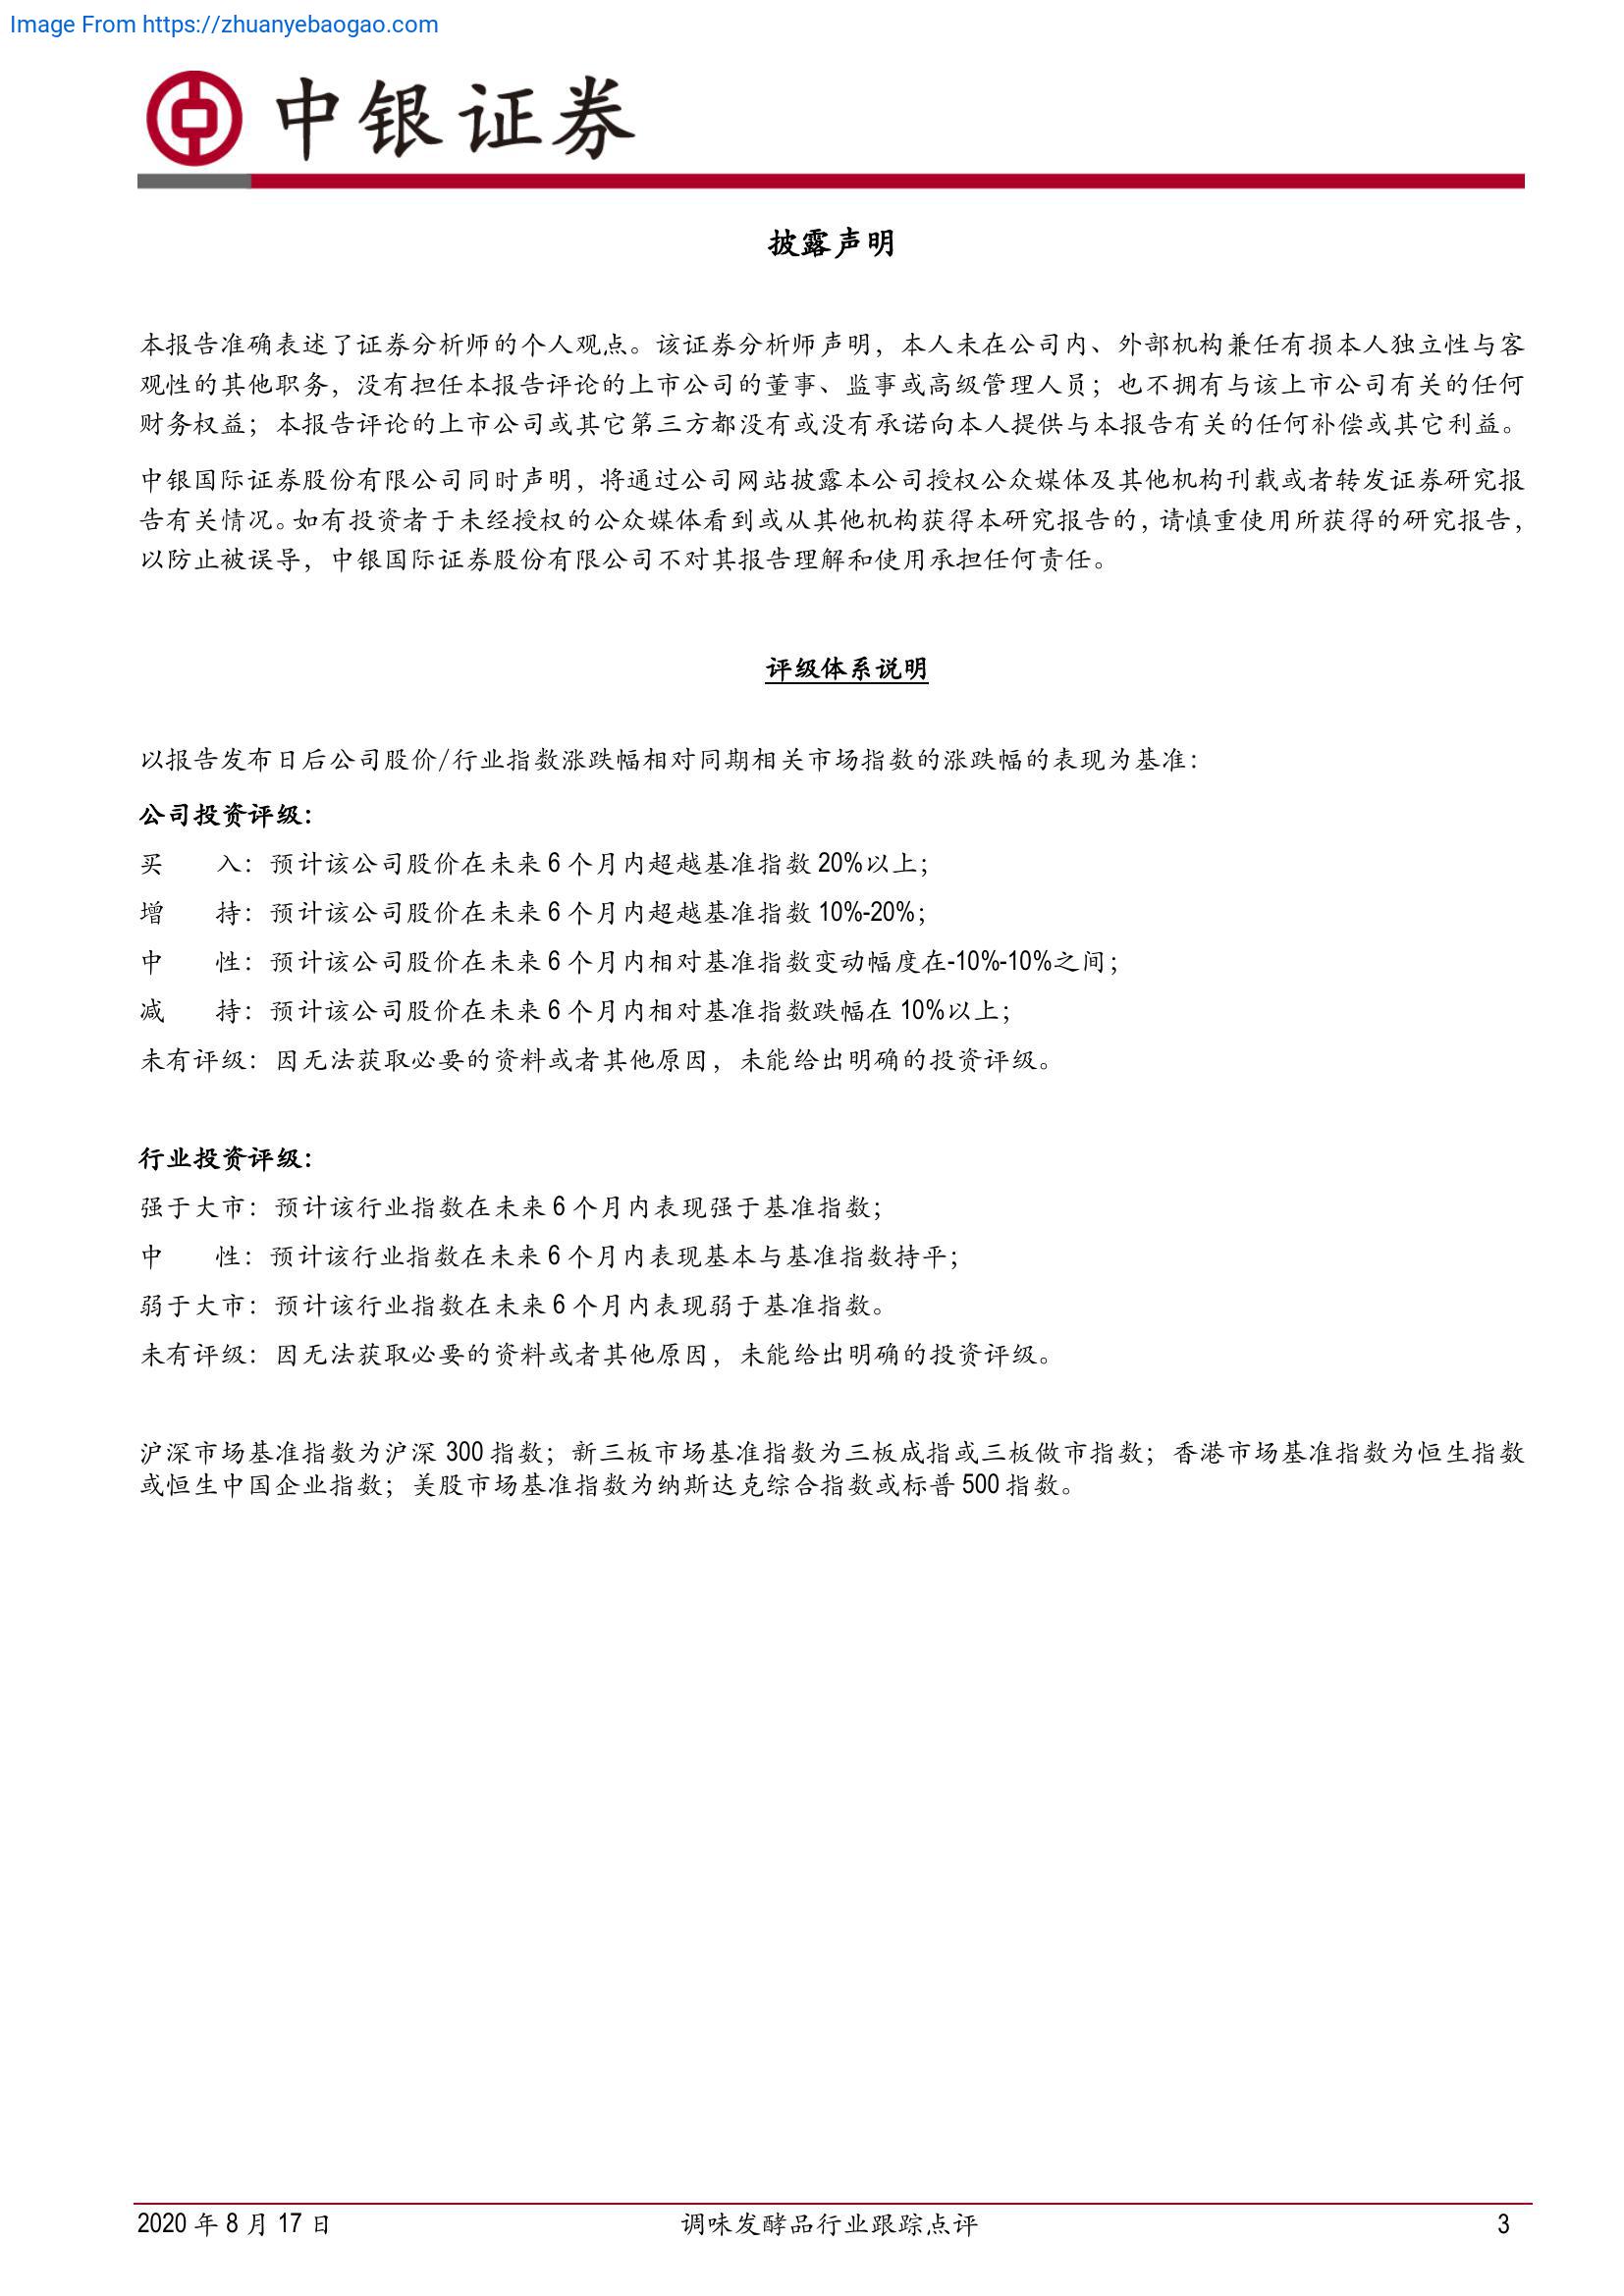 Image From https://zhuanyebaogao.com
中银证券
披露声明
本报告准确表述了证券分析师的个人观点。该证券分析师声明，本人未在公司内、外部机构兼任有损本人独立性与客
观性的其他职务，没有担任本报告评论的上市公司的董事、监事或高级管理人员；也不拥有与该上市公司有关的任何
财务权益；本报告评论的上市公司或其它第三方都没有或没有承诺向本人提供与本报告有关的任何补偿或其它利益。
中银国际证券股份有限公司同时声明，将通过公司网站披露本公司授权公众媒体及其他机构刊载或者转发证券研究报
告有关情况。如有投资者于未经授权的公众媒体看到或从其他机构获得本研究报告的，请慎重使用所获得的研究报告，
以防止被误导，中银国际证券股份有限公司不对其报告理解和使用承担任何责任。
评级体系说明
以报告发布日后公司股价/行业指数涨跌幅相对同期相关市场指数的涨跌幅的表现为基准：
公司投资评级：
买 入：预计该公司股价在未来 6 个月内超越基准指数 20%以上；
增 持：预计该公司股价在未来 6 个月内超越基准指数 10%-20%；
中 性：预计该公司股价在未来 6 个月内相对基准指数变动幅度在-10%-10%之间；
减 持：预计该公司股价在未来 6 个月内相对基准指数跌幅在 10%以上；
未有评级：因无法获取必要的资料或者其他原因，未能给出明确的投资评级。
行业投资评级：
强于大市：预计该行业指数在未来 6 个月内表现强于基准指数；
中 性：预计该行业指数在未来 6 个月内表现基本与基准指数持平；
弱于大市：预计该行业指数在未来 6 个月内表现弱于基准指数。
未有评级：因无法获取必要的资料或者其他原因，未能给出明确的投资评级。
沪深市场基准指数为沪深 300 指数；新三板市场基准指数为三板成指或三板做市指数；香港市场基准指数为恒生指数
或恒生中国企业指数；美股市场基准指数为纳斯达克综合指数或标普 500 指数。
2020 年 8 月 17 日 调味发酵品行业跟踪点评 3